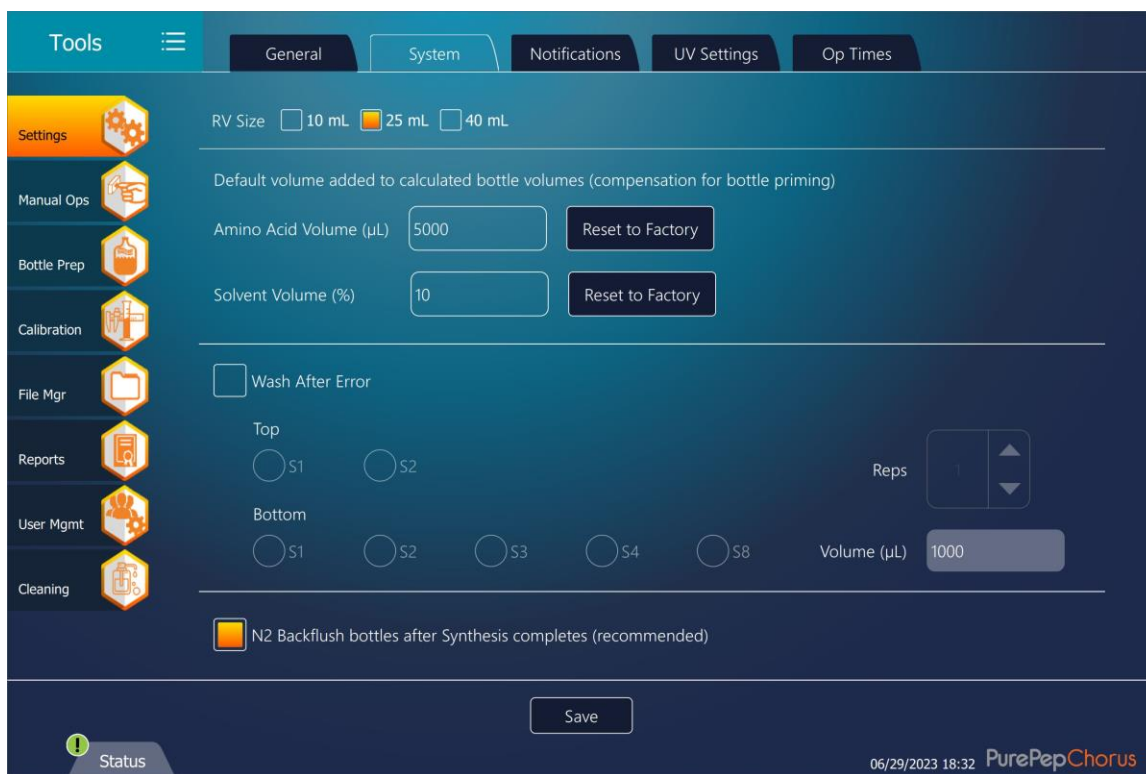 Tools
General System Notifications UV Settings Op Times
Settings
Manual Ops
Bottle Prep
Calibration
File Mgr
Reports
User Mgmt
Cleaning
RV Size 10 mL 25 mL 40 mL
Default volume added to calculated bottle volumes (compensation for bottle priming)
Amino Acid Volume (µL) 5000 Reset to Factory
Solvent Volume (%) 10 Reset to Factory
Wash After Error
Top
S1 S2
Reps 1
Bottom
S1 S2 S3 S4 S8 Volume (µL) 1000
N2 Backflush bottles after Synthesis completes (recommended)
Save
! Status
06/29/2023 18:32 PurePepChorus